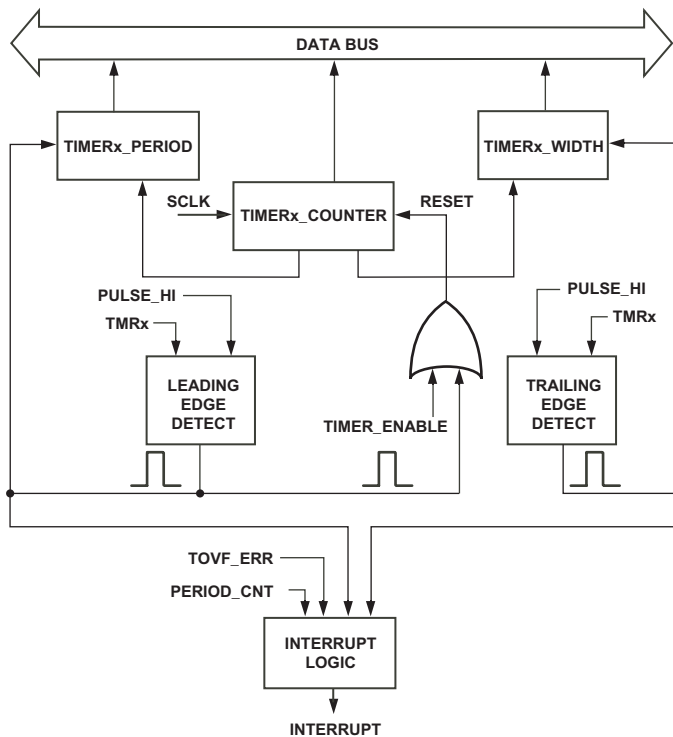 DATA BUS
TIMERx_PERIOD
TIMERx_WIDTH
SCLK
TIMERx_COUNTER
RESET
PULSE_HI
TMRx
LEADING
EDGE
DETECT
TIMER_ENABLE
PULSE_HI
TMRx
TRAILING
EDGE
DETECT
TOVF_ERR
PERIOD_CNT
INTERRUPT
LOGIC
INTERRUPT